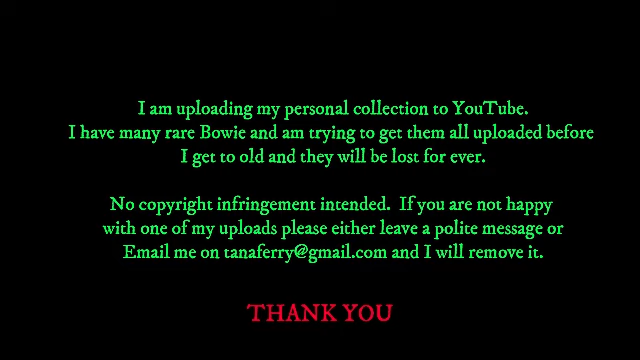 I am uploading my personal collection to YouTube.
I have many rare Bowie and am trying to get them all uploaded before
I get to old and they will be lost for ever.
No copyright infringement intended.  If you are not happy
with one of my uploads please either leave a polite message or
Email me on tanaferry@gmail.com and I will remove it.
THANK YOU